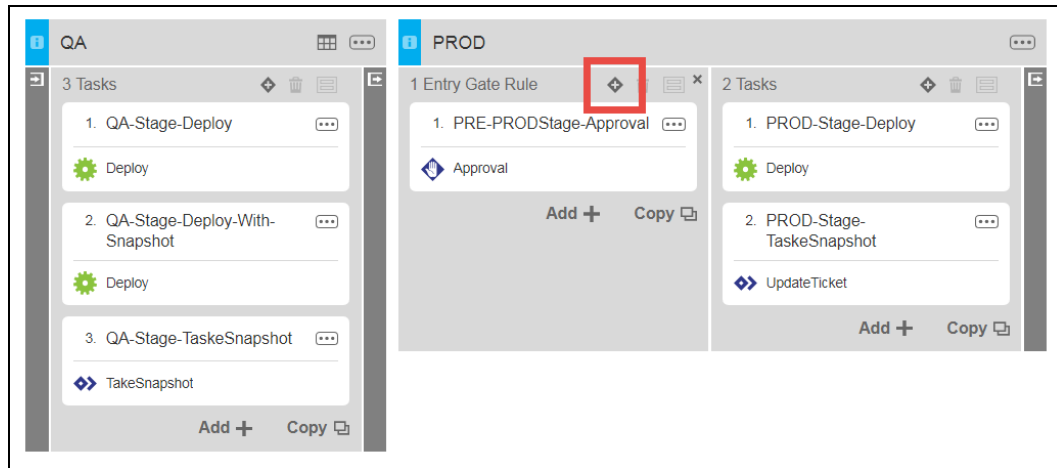 QA
3 Tasks
1. QA-Stage-Deploy
Deploy
2. QA-Stage-Deploy-With-
Snapshot
Deploy
3. QA-Stage-TaskeSnapshot
TakeSnapshot
Add
Copy
PROD
1 Entry Gate Rule
1. PRE-PRODStage-Approval
Approval
Add
Copy
2 Tasks
1. PROD-Stage-Deploy
Deploy
2. PROD-Stage-
TaskeSnapshot
UpdateTicket
Add
Copy